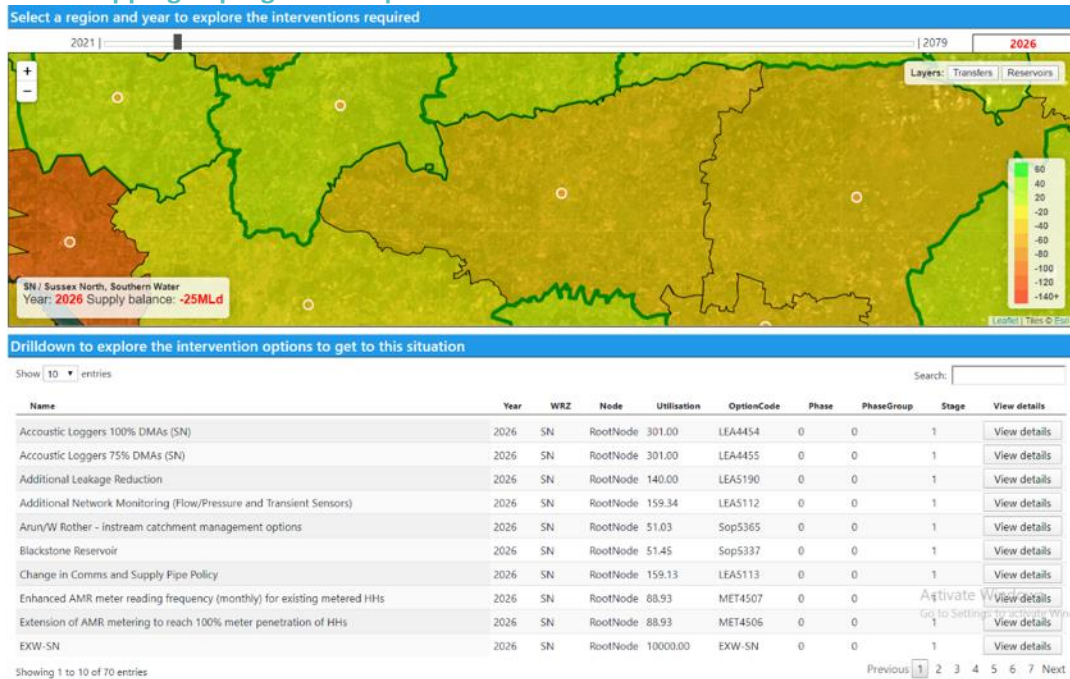 Select a region and year to explore the interventions required
2021 | | 2079 2026
+
−
Layers: Transfers Reservoirs
60
40
20
-20
-40
-60
-80
-100
-120
-140+
SN / Sussex North, Southern Water
Year: 2026 Supply balance: -25MLd
Leaflet | Tiles © Esri
Drilldown to explore the intervention options to get to this situation
Show 10 entries Search:
Name Year WRZ Node Utilisation OptionCode Phase PhaseGroup Stage View details
Accoustic Loggers 100% DMAs (SN) 2026 SN RootNode 301.00 LEA4454 0 0 1 View details
Accoustic Loggers 75% DMAs (SN) 2026 SN RootNode 301.00 LEA4455 0 0 1 View details
Additional Leakage Reduction 2026 SN RootNode 140.00 LEA5190 0 0 1 View details
Additional Network Monitoring (Flow/Pressure and Transient Sensors) 2026 SN RootNode 159.34 LEA5112 0 0 1 View details
Arun/W Rother - instream catchment management options 2026 SN RootNode 51.03 Sop5365 0 0 1 View details
Blackstone Reservoir 2026 SN RootNode 51.45 Sop5337 0 0 1 View details
Change in Comms and Supply Pipe Policy 2026 SN RootNode 159.13 LEA5113 0 0 1 View details
Enhanced AMR meter reading frequency (monthly) for existing metered HHs 2026 SN RootNode 88.93 MET4507 0 0 1 View details
Activate Windows
Extension of AMR metering to reach 100% meter penetration of HHs 2026 SN RootNode 88.93 MET4506 0 0 1 View details
Go to Settings to activate Win
EXW-SN 2026 SN RootNode 10000.00 EXW-SN 0 0 1 View details
Showing 1 to 10 of 70 entries Previous 1 2 3 4 5 6 7 Next